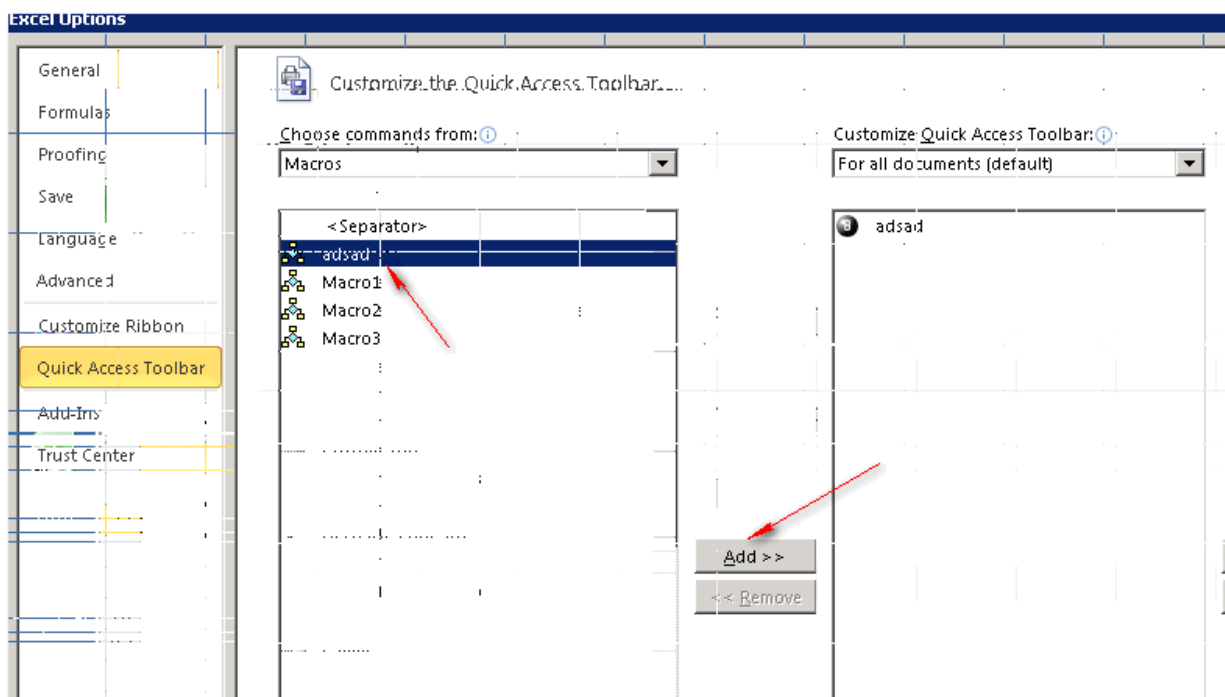 Excel Options
General
Formulas
Proofing
Save
Language
Advanced
Customize Ribbon
Quick Access Toolbar
Add-Ins
Trust Center
Customize the Quick Access Toolbar.
Choose commands from:
Macros
<Separator>
adsad
Macro1
Macro2
Macro3
Add >>
<< Remove
Customize Quick Access Toolbar:
For all documents (default)
adsad